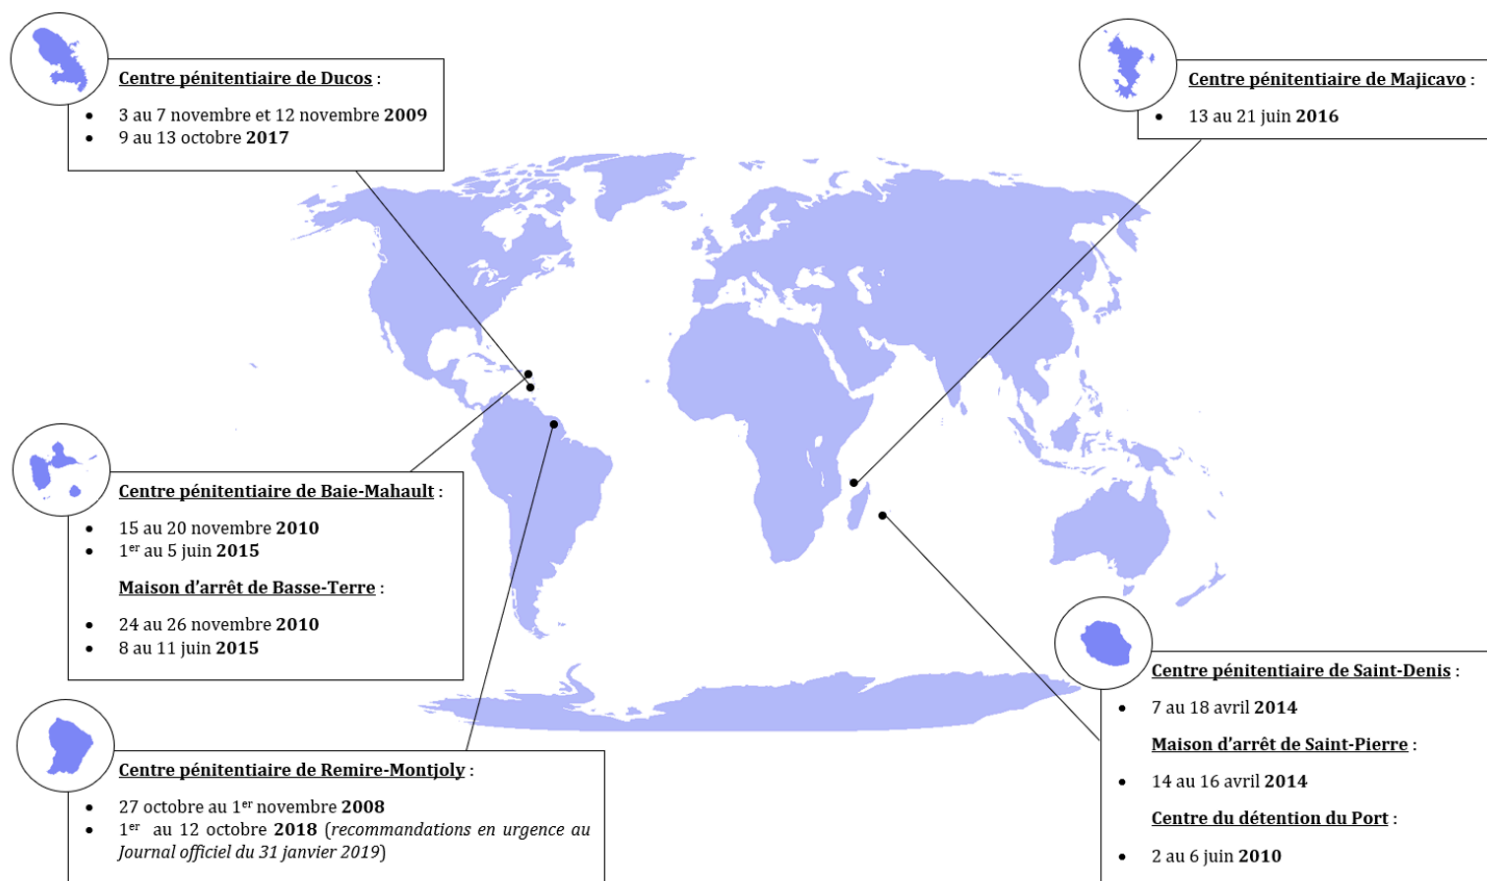 Centre pénitentiaire de Ducos :
• 3 au 7 novembre et 12 novembre 2009
• 9 au 13 octobre 2017
Centre pénitentiaire de Majicavo :
• 13 au 21 juin 2016
Centre pénitentiaire de Baie-Mahault :
• 15 au 20 novembre 2010
• 1er au 5 juin 2015
Maison d'arrêt de Basse-Terre :
• 24 au 26 novembre 2010
• 8 au 11 juin 2015
Centre pénitentiaire de Remire-Montjoly :
• 27 octobre au 1er novembre 2008
• 1er au 12 octobre 2018 (recommandations en urgence au
Journal officiel du 31 janvier 2019)
Centre pénitentiaire de Saint-Denis :
• 7 au 18 avril 2014
Maison d'arrêt de Saint-Pierre :
• 14 au 16 avril 2014
Centre du détention du Port :
• 2 au 6 juin 2010